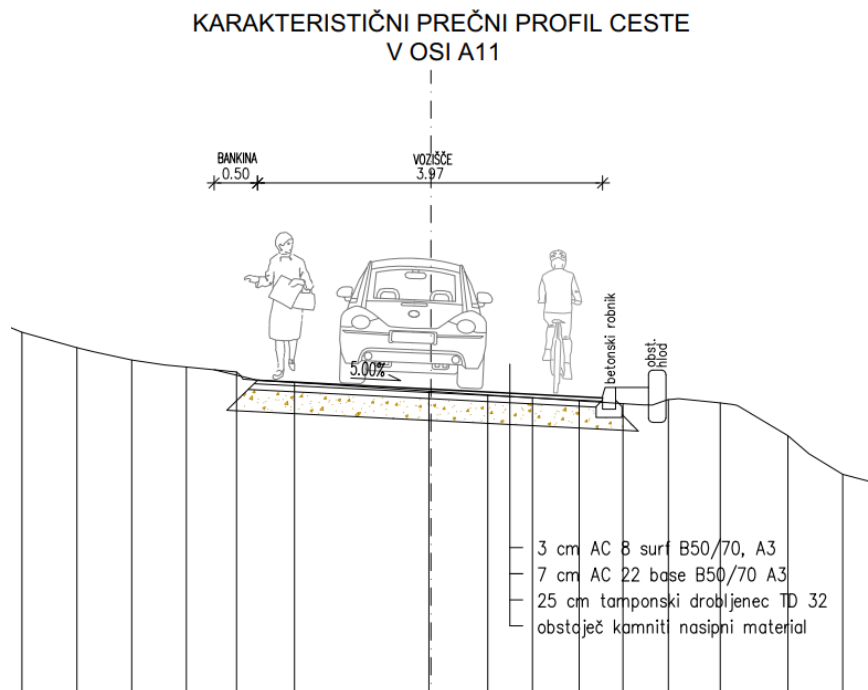 KARAKTERISTIČNI PREČNI PROFIL CESTE
V OSI A11
BANKINA
0.50
VOZIŠČE
3.97
5.00%
betonski robnik
obst.
hlod
3 cm AC 8 surf B50/70, A3
7 cm AC 22 base B50/70 A3
25 cm tamponski drobljenec TD 32
obstoječ kamniti nasipni material